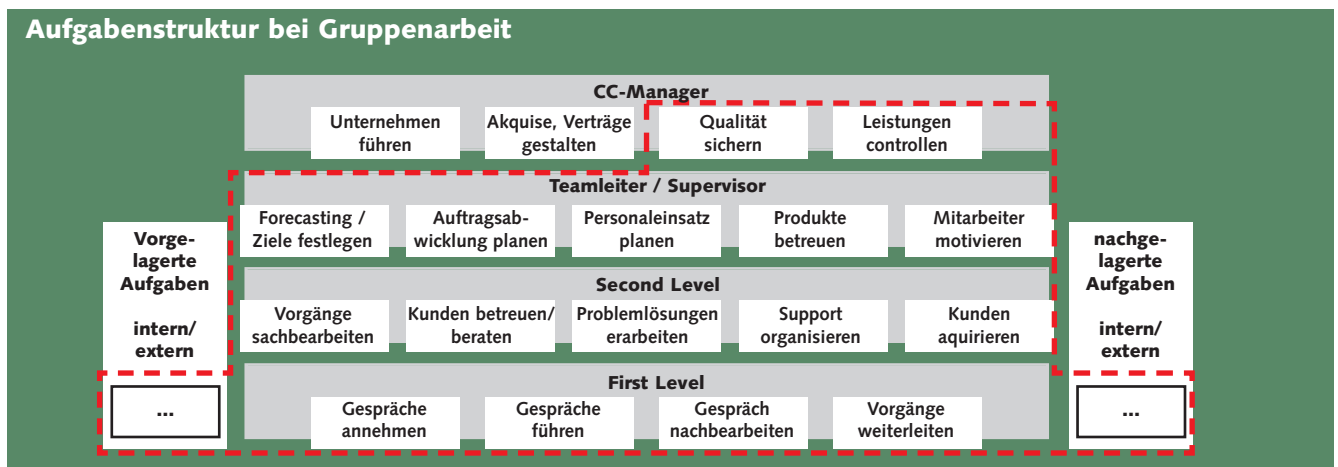 Aufgabenstruktur bei Gruppenarbeit
CC-Manager
Unternehmen
führen
Akquise, Verträge
gestalten
Qualität
sichern
Leistungen
controllen
Teamleiter / Supervisor
Forecasting /
Ziele festlegen
Auftragsab-
wicklung planen
Personaleinsatz
planen
Produkte
betreuen
Mitarbeiter
motivieren
Vorge-
lagerte
Aufgaben
intern/
extern
...
Second Level
Vorgänge
sachbearbeiten
Kunden betreuen/
beraten
Problemlösungen
erarbeiten
Support
organisieren
Kunden
aquirieren
nachge-
lagerte
Aufgaben
intern/
extern
...
First Level
Gespräche
annehmen
Gespräche
führen
Gespräch
nachbearbeiten
Vorgänge
weiterleiten